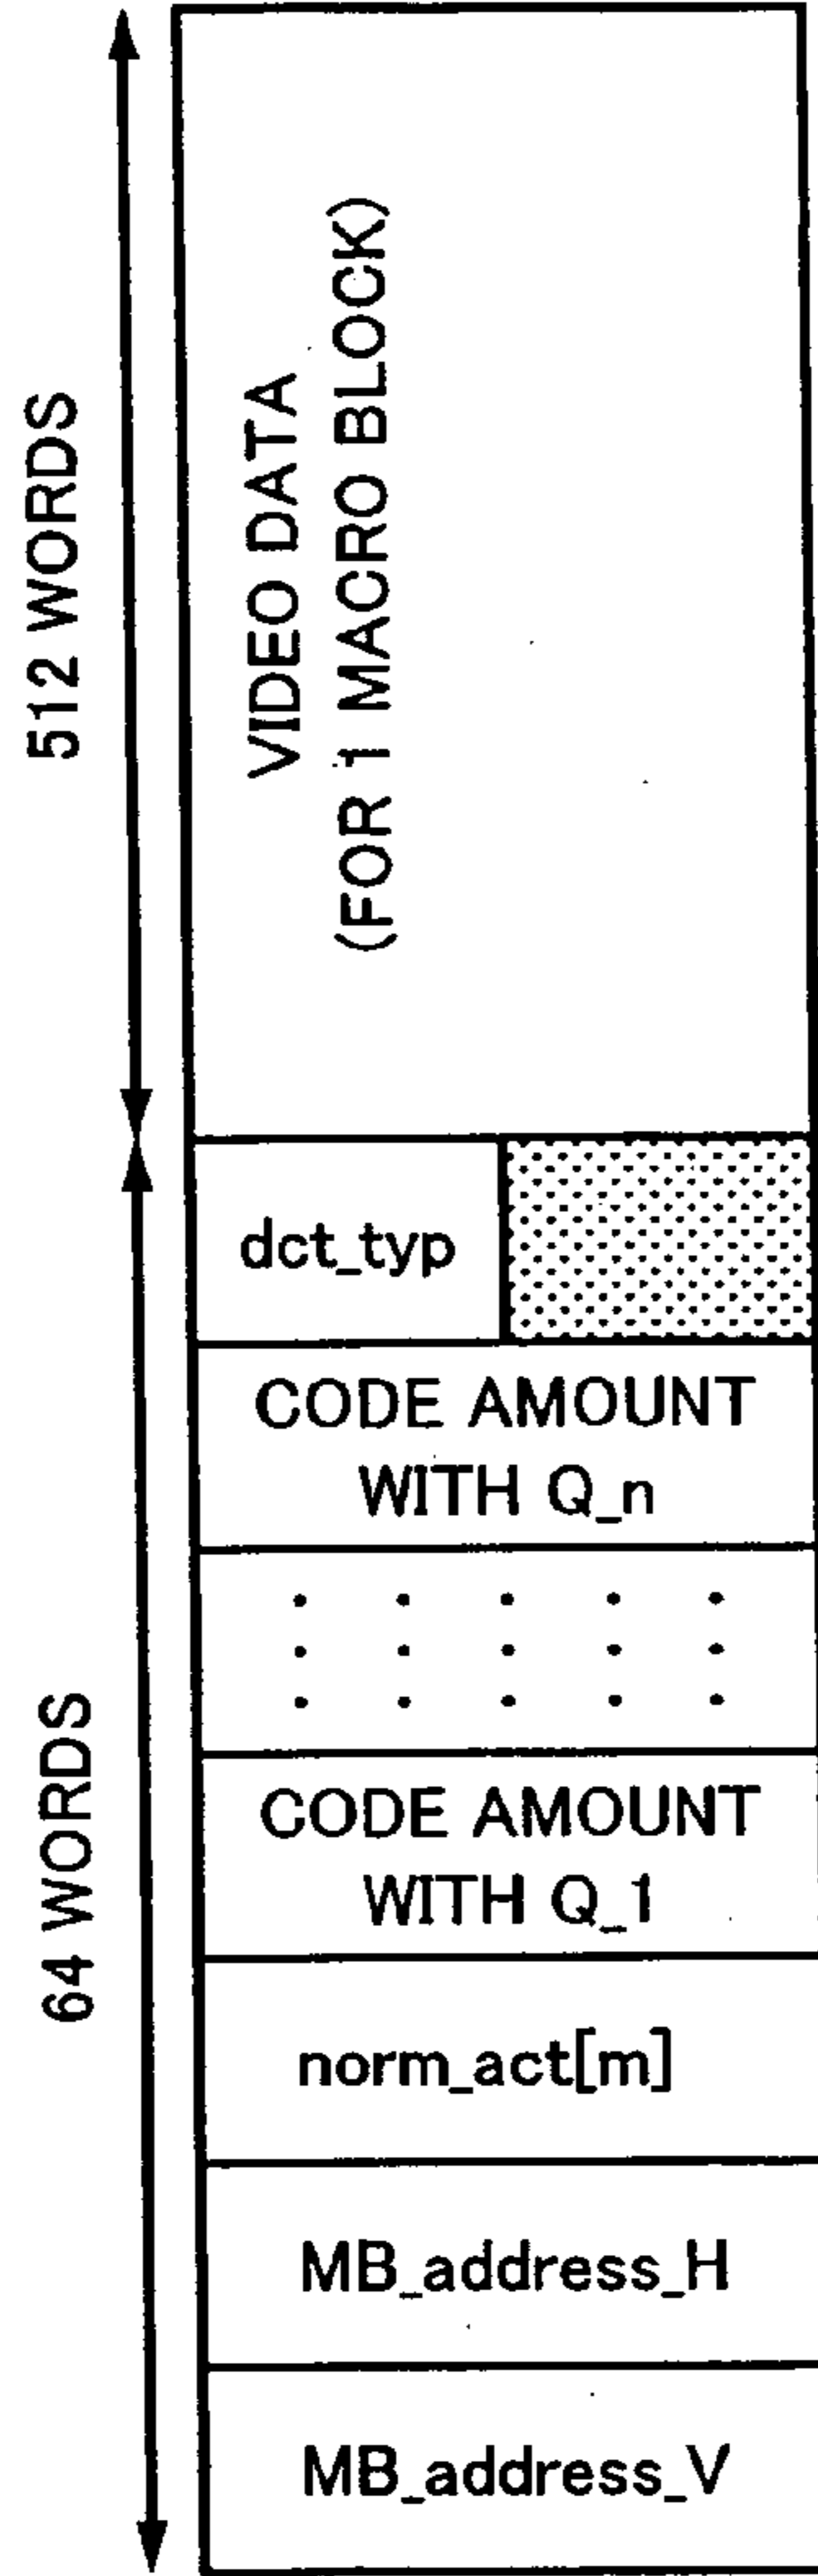 512 WORDS
VIDEO DATA
(FOR 1 MACRO BLOCK)
64 WORDS
dct_typ
CODE AMOUNT
WITH Q_n
CODE AMOUNT
WITH Q_1
norm_act[m]
MB_address_H
MB_address_V